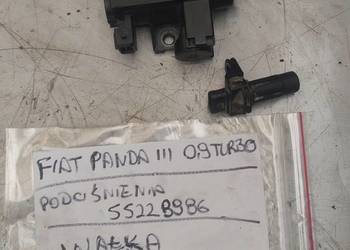 FIAT PANDA III 09 TURBO
PODCIŚNIENIA
55228986
WAŁKA